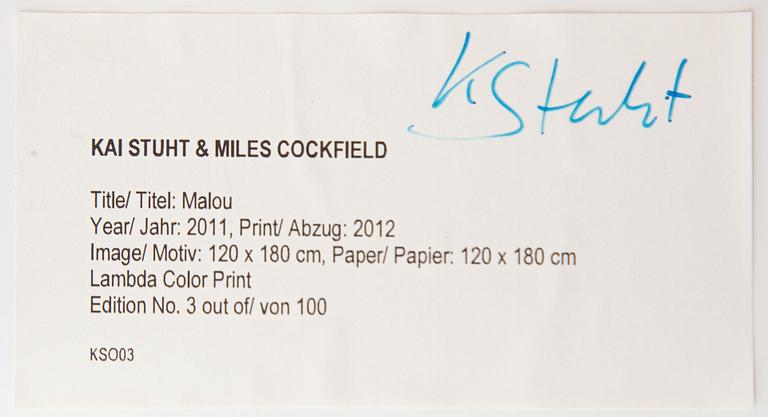 KStuht
KAI STUHT & MILES COCKFIELD
Title/ Titel: Malou
Year/ Jahr: 2011, Print/ Abzug: 2012
Image/ Motiv: 120 x 180 cm, Paper/ Papier: 120 x 180 cm
Lambda Color Print
Edition No. 3 out of/ von 100
KSO03